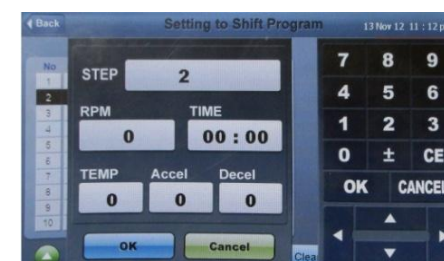 Back Setting to Shift Program 13 Nov 12 11 : 12 p
No
1
2
3
4
5
6
7
8
9
10
STEP 2
RPM TIME
0 00 : 00
TEMP Accel Decel
0 0 0
OK Cancel
Clea
7 8 9
4 5 6
1 2 3
0 ± CE
OK CANCEL